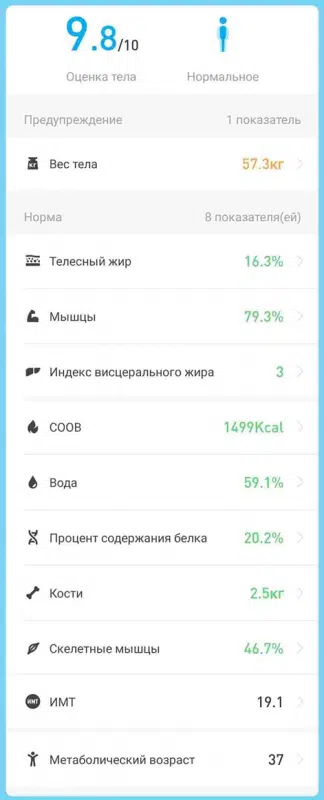 9.8/10
Оценка тела
Нормальное
Предупреждение 1 показатель
кг Вес тела 57.3кг
Норма 8 показателя(ей)
Телесный жир 16.3%
Мышцы 79.3%
Индекс висцерального жира 3
СООВ 1499Kcal
Вода 59.1%
Процент содержания белка 20.2%
Кости 2.5кг
Скелетные мышцы 46.7%
ИМТ ИМТ 19.1
Метаболический возраст 37